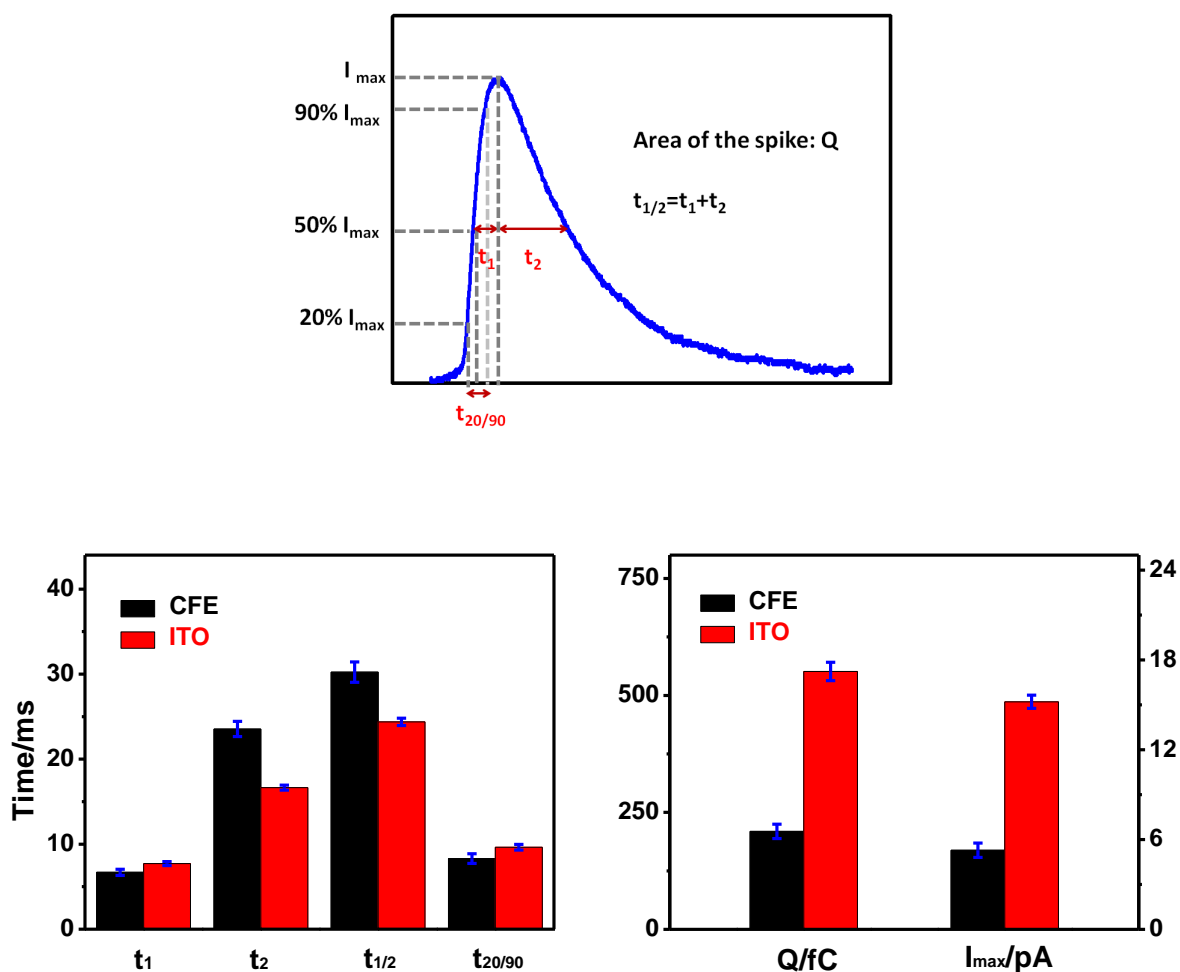 I max
90% Imax
Area of the spike: Q
t1/2=t1+t2
50% Imax
t1
t2
20% Imax
t20/90
40
30
20
10
0
Time/ms
CFE
ITO
t1
t2
t1/2
t20/90
750
500
250
0
CFE
ITO
24
18
12
6
0
Q/fC
Imax/pA